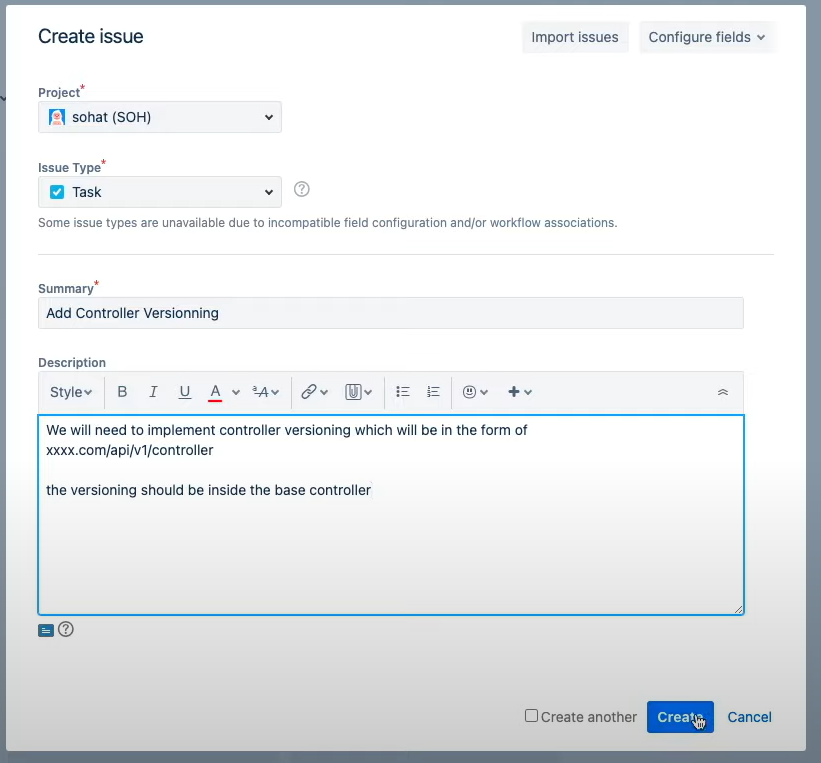 Create issue
Import issues
Configure fields
Project*
sohat (SOH)
Issue Type*
Task
Some issue types are unavailable due to incompatible field configuration and/or workflow associations.
Summary*
Add Controller Versionning
Description
Style
B I U A ªA
We will need to implement controller versioning which will be in the form of
xxxx.com/api/v1/controller
the versioning should be inside the base controller
Create another
Create
Cancel